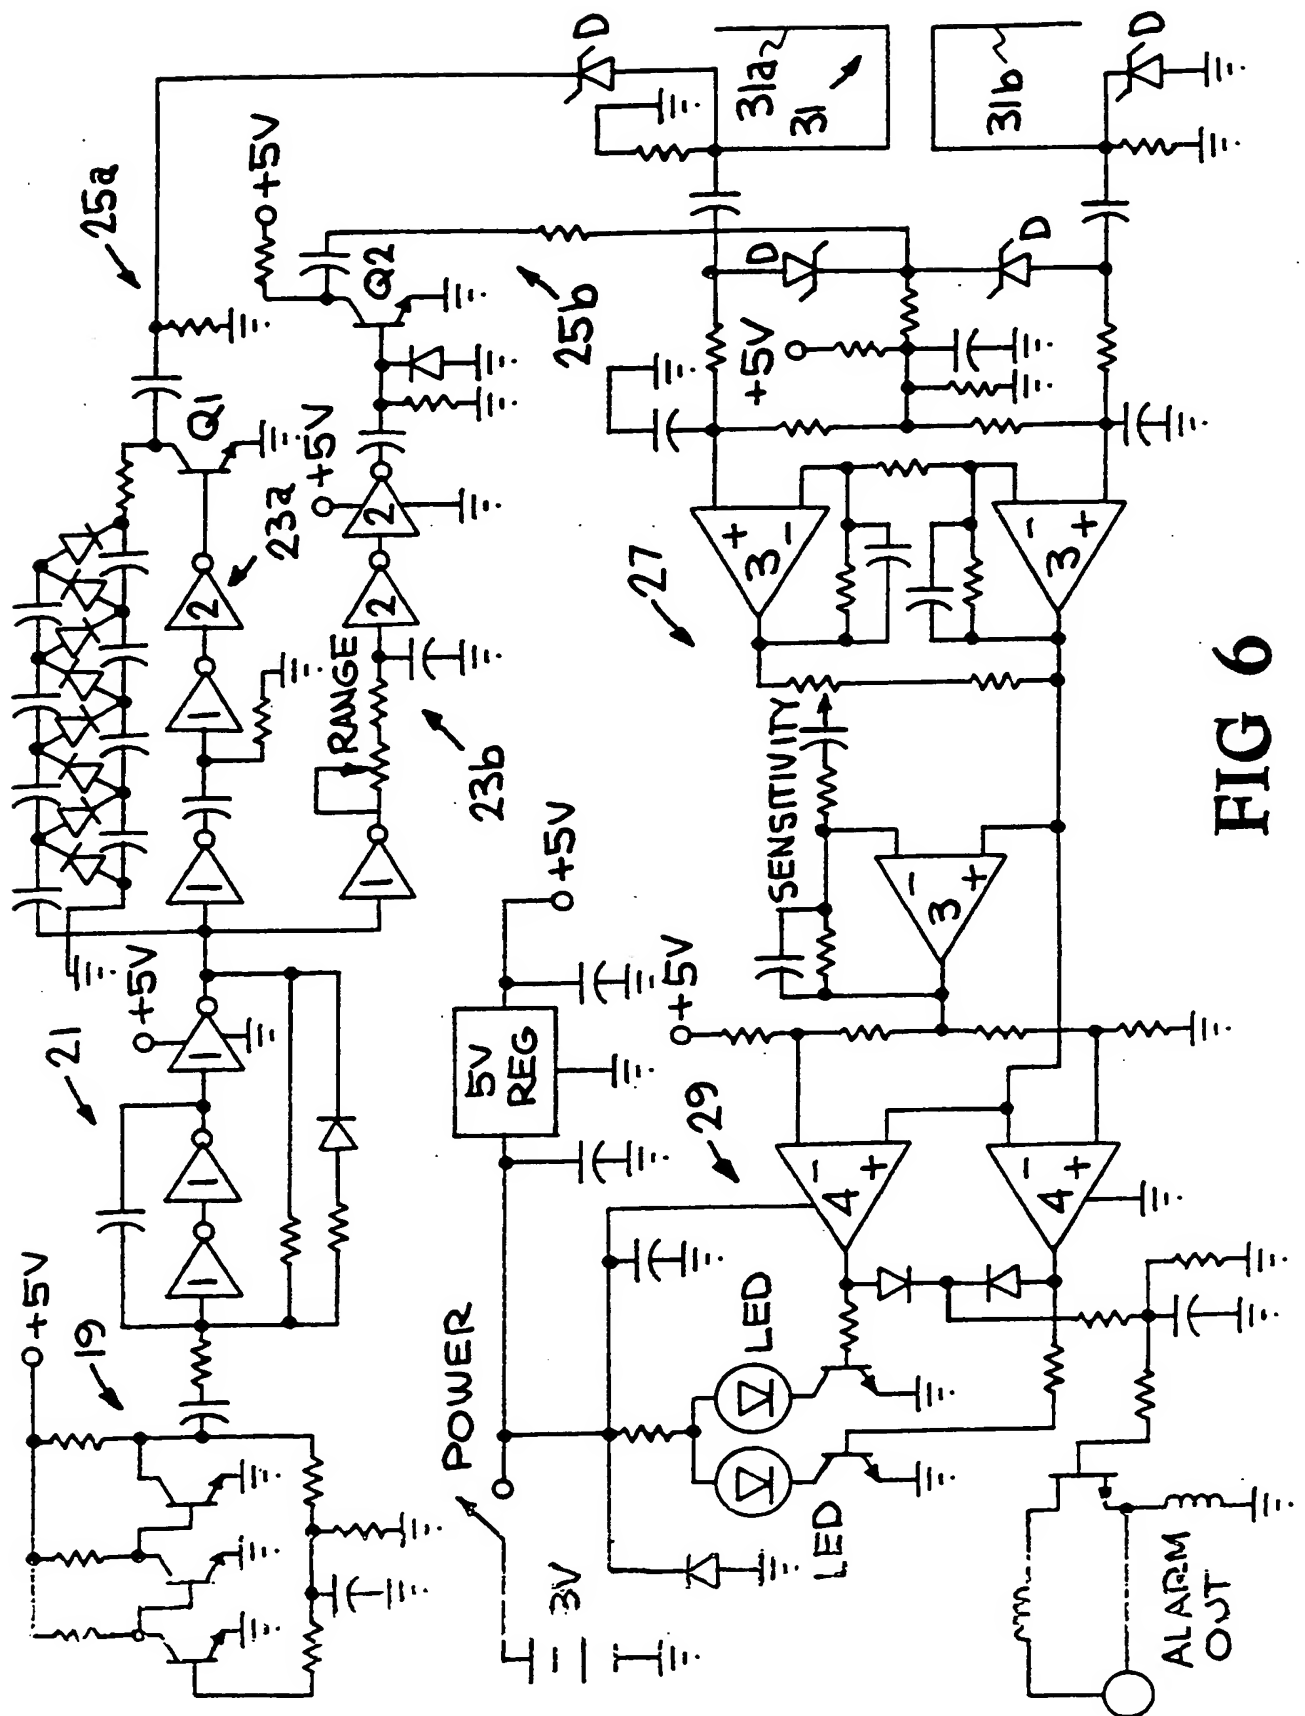 +5V
19
21
+5V
1
1
1
1
1
2
23a
Q1
25a
+5V
1
RANGE
2
2
+5V
23b
Q2
25b
D
31a
31
31b
D
D
D
+5V
POWER
3V
5V
REG
+5V
27
+
3
-
-
3
+
SENSITIVITY
-
3
+
+5V
29
-
4
+
-
4
+
LED
LED
ALARM
OUT
FIG 6